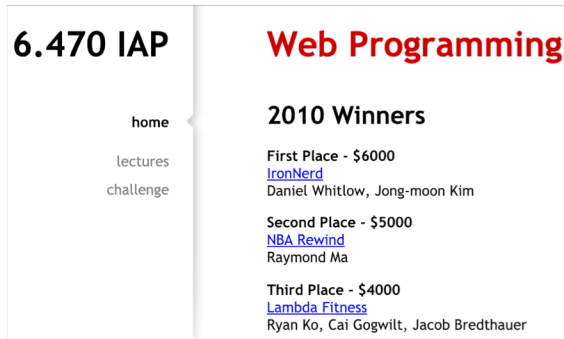 6.470 IAP
home
lectures
challenge
Web Programming
2010 Winners
First Place - $6000
IronNerd
Daniel Whitlow, Jong-moon Kim
Second Place - $5000
NBA Rewind
Raymond Ma
Third Place - $4000
Lambda Fitness
Ryan Ko, Cai Gogwilt, Jacob Bredthauer